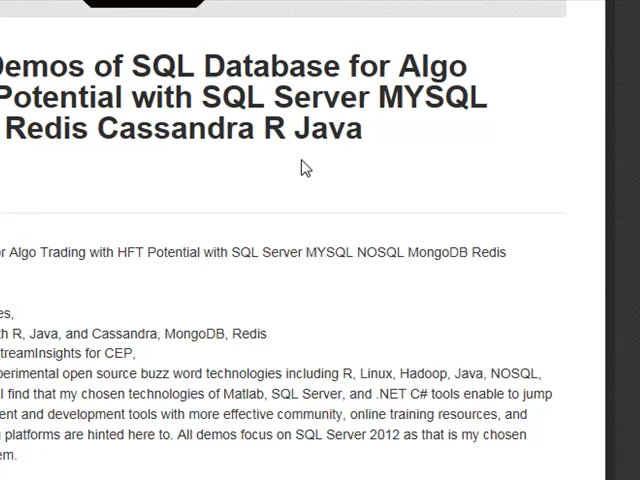 emos of SQL Database for Algo
Potential with SQL Server MYSQL
Redis Cassandra R Java
or Algo Trading with HFT Potential with SQL Server MYSQL NOSQL MongoDB Redis
es,
th R, Java, and Cassandra, MongoDB, Redis
treamInsights for CEP,
perimental open source buzz word technologies including R, Linux, Hadoop, Java, NOSQL,
I find that my chosen technologies of Matlab, SQL Server, and .NET C# tools enable to jump
ent and development tools with more effective community, online training resources, and
platforms are hinted here to. All demos focus on SQL Server 2012 as that is my chosen
em.